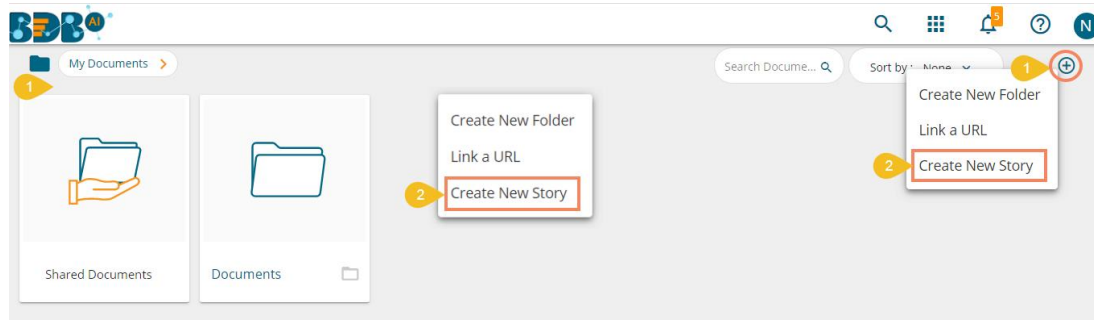 BDB AI
5
N
My Documents
Search Docume...
Sort by : None
1
1
Create New Folder
Link a URL
2
Create New Story
Create New Folder
Link a URL
2
Create New Story
Shared Documents
Documents